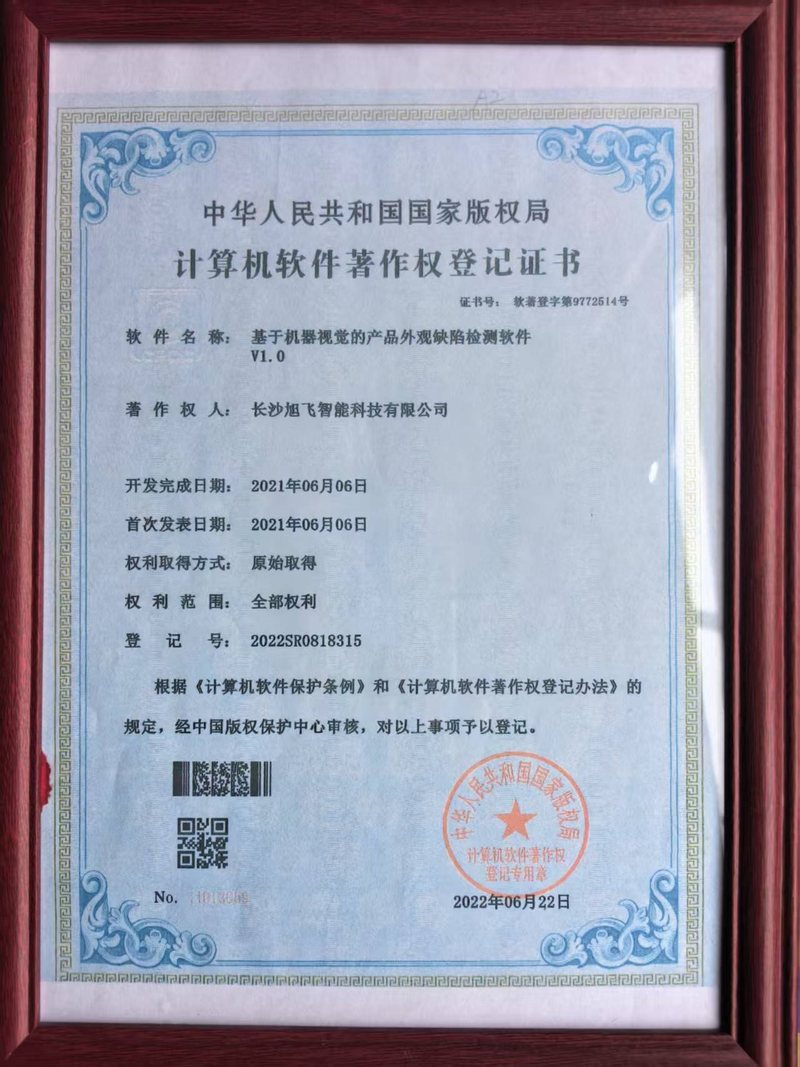 中华人民共和国国家版权局
计算机软件著作权登记证书
证书号： 软著登字第9772514号
软件名称： 基于机器视觉的产品外观缺陷检测软件
V1.0
著作权人： 长沙旭飞智能科技有限公司
开发完成日期： 2021年06月06日
首次发表日期： 2021年06月06日
权利取得方式： 原始取得
权利范围： 全部权利
登记号： 2022SR0818315
根据《计算机软件保护条例》和《计算机软件著作权登记办法》的
规定，经中国版权保护中心审核，对以上事项予以登记。
中华人民共和国国家版权局
计算机软件著作权
登记专用章
No.
2022年06月22日